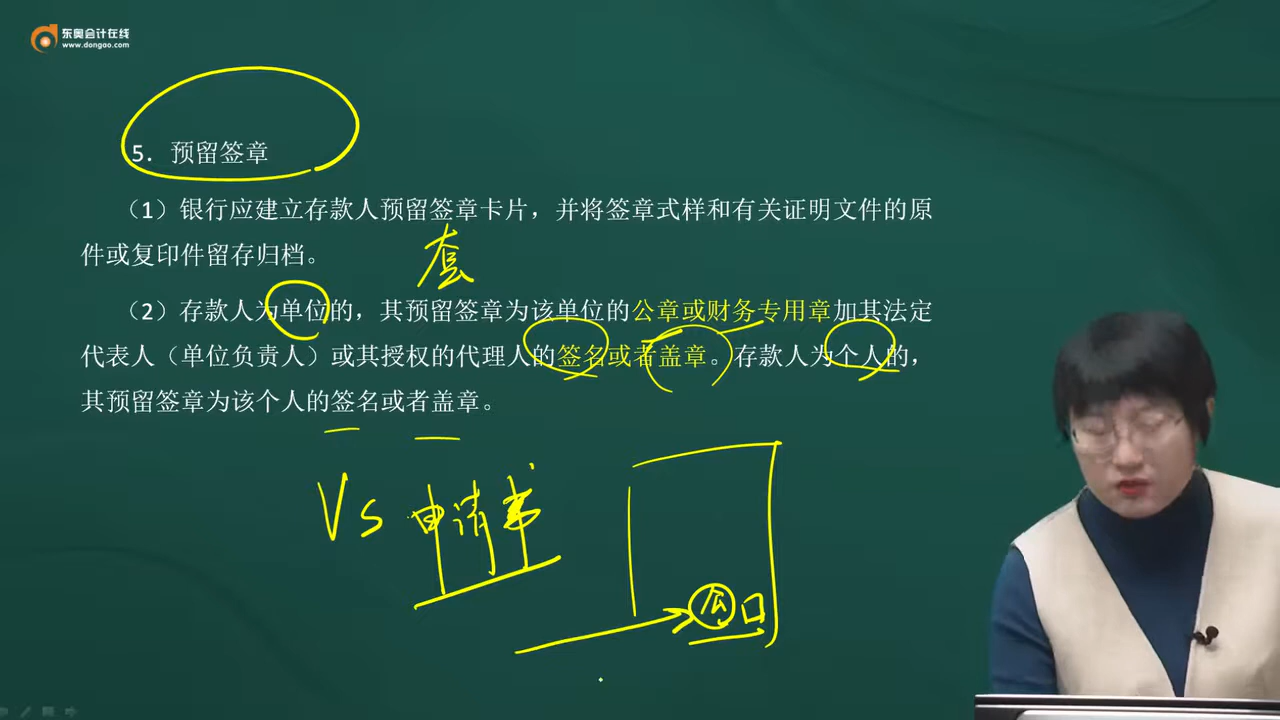 东奥会计在线
www.dongao.com
5. 预留签章
（1）银行应建立存款人预留签章卡片，并将签章式样和有关证明文件的原
件或复印件留存归档。
套
（2）存款人为单位的，其预留签章为该单位的公章或财务专用章加其法定
代表人（单位负责人）或其授权的代理人的签名或者盖章。存款人为个人的，
其预留签章为该个人的签名或者盖章。
Vs 申请书
公